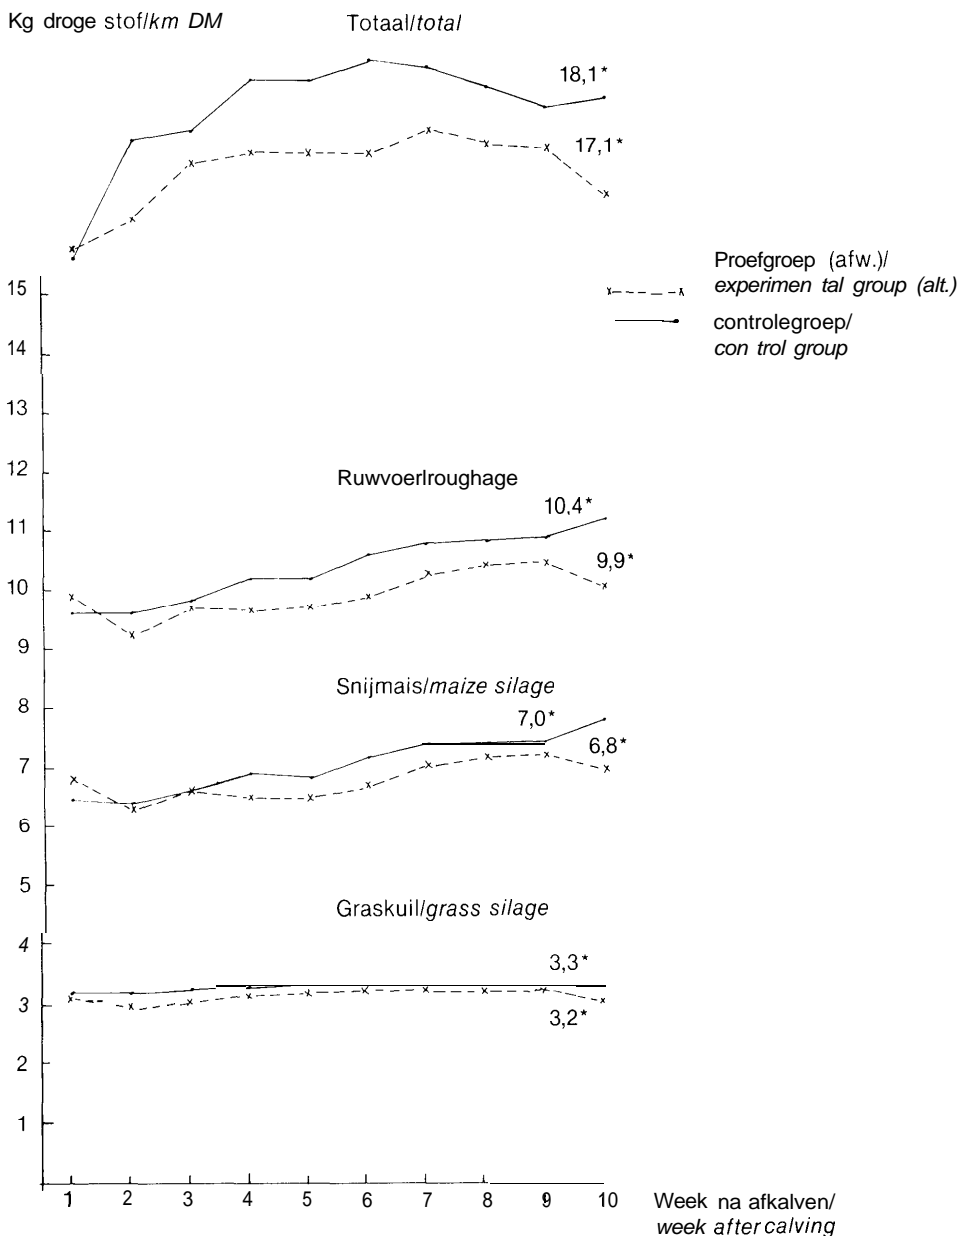 Kg droge stof/km DM
Totaal/total
18,1*
17,1*
Proefgroep (afw.)/
experimen tal group (alt.)
controlegroep/
con trol group
15
14
13
12
Ruwvoerlroughage
10,4*
11
9,9*
10
9
Snijmais/maize silage
8
7,0*
6,8*
7
6
5
Graskuil/grass silage
4
3,3*
3
3,2*
2
1
1 2 3 4 5 6 7 8 9 10
Week na afkalven/
week after calving